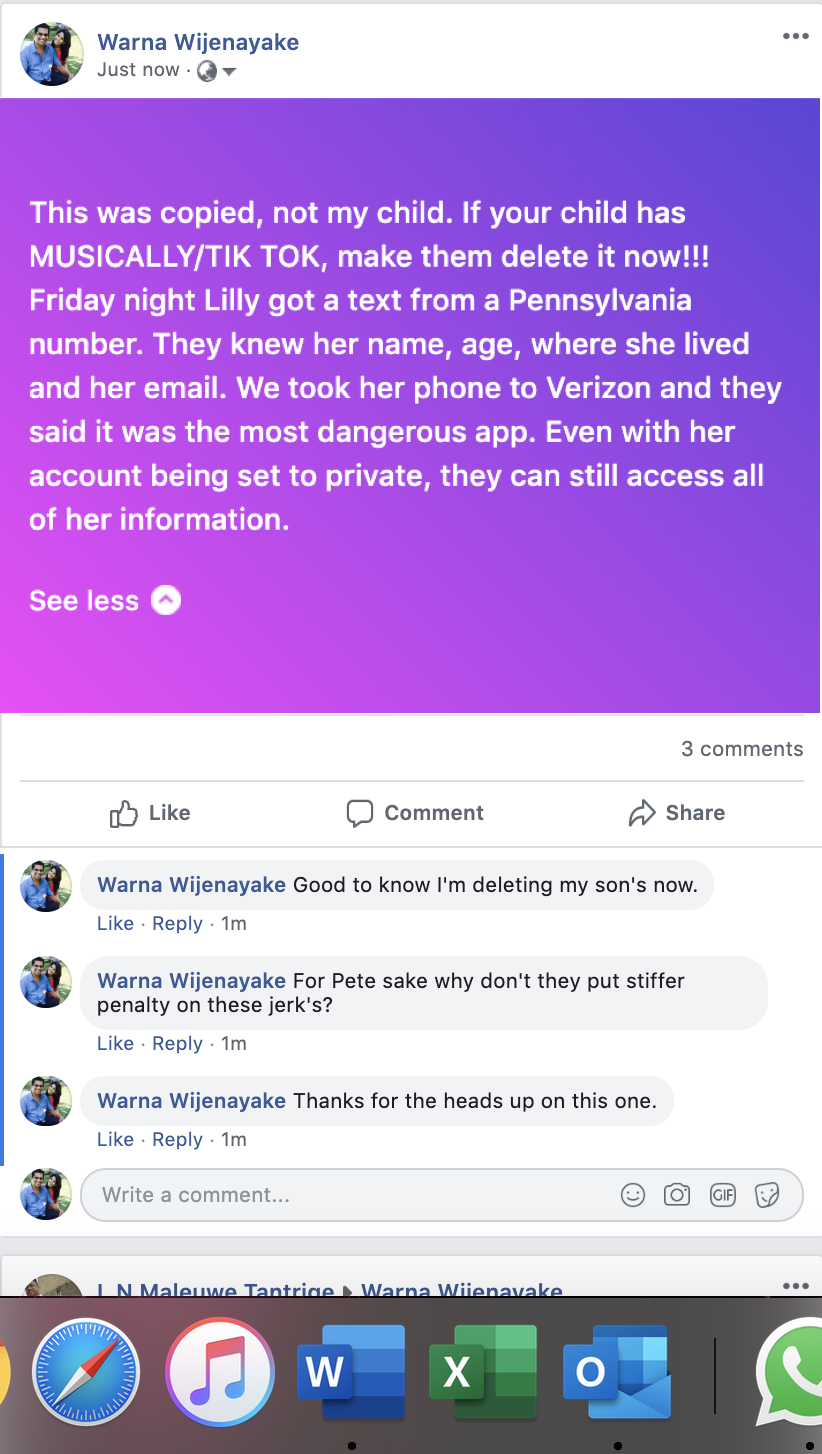 Warna Wijenayake
Just now ·
This was copied, not my child. If your child has
MUSICALLY/TIK TOK, make them delete it now!!!
Friday night Lilly got a text from a Pennsylvania
number. They knew her name, age, where she lived
and her email. We took her phone to Verizon and they
said it was the most dangerous app. Even with her
account being set to private, they can still access all
of her information.
See less
3 comments
Like Comment Share
Warna Wijenayake Good to know I'm deleting my son's now.
Like · Reply · 1m
Warna Wijenayake For Pete sake why don't they put stiffer
penalty on these jerk's?
Like · Reply · 1m
Warna Wijenayake Thanks for the heads up on this one.
Like · Reply · 1m
Write a comment... GIF
L N Maleuwe Tantrige Warna Wijenayake
W X O